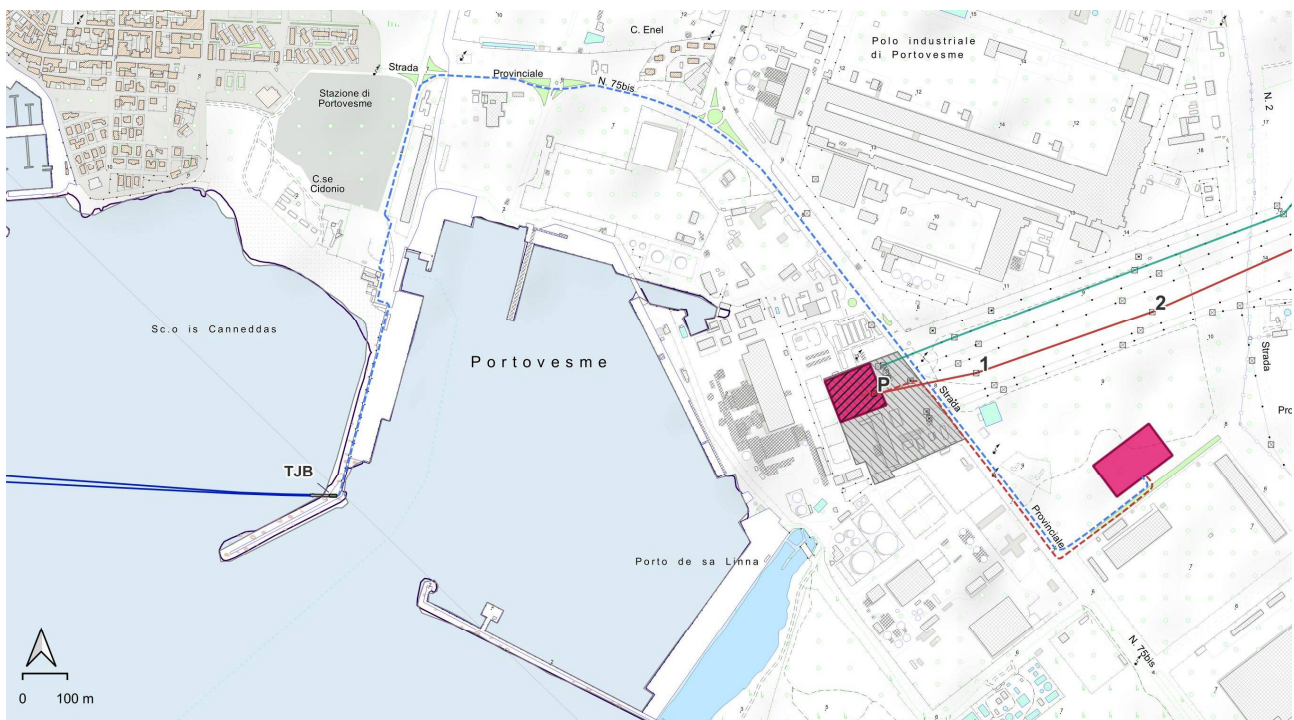 C. Enel
Polo industriale
di Portovesme
Strada
Provinciale
N. 75bis
Stazione di
Portovesme
N. 2
C.se
Cidonio
Sc.o is Canneddas
Portovesme
2
1
P
Strada
Strada
Pro
TJB
Provinciale
Porto de sa Linna
N. 75bis
0 100 m